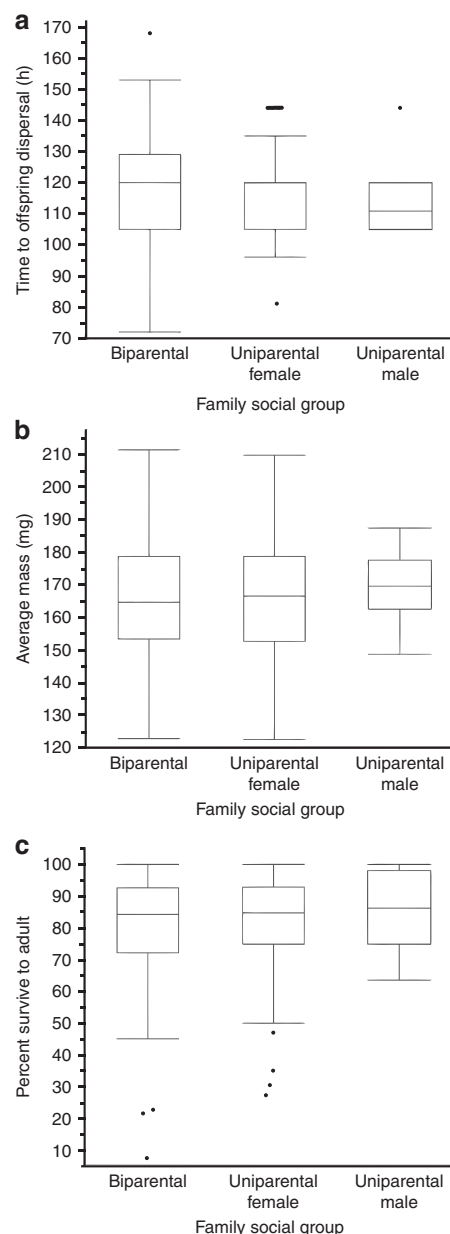 a
Time to offspring dispersal (h)
170
160
150
140
130
120
110
100
90
80
70
Biparental
Uniparental
female
Uniparental
male
Family social group
b
Average mass (mg)
210
200
190
180
170
160
150
140
130
120
Biparental
Uniparental
female
Uniparental
male
Family social group
c
Percent survive to adult
100
90
80
70
60
50
40
30
20
10
Biparental
Uniparental
female
Uniparental
male
Family social group